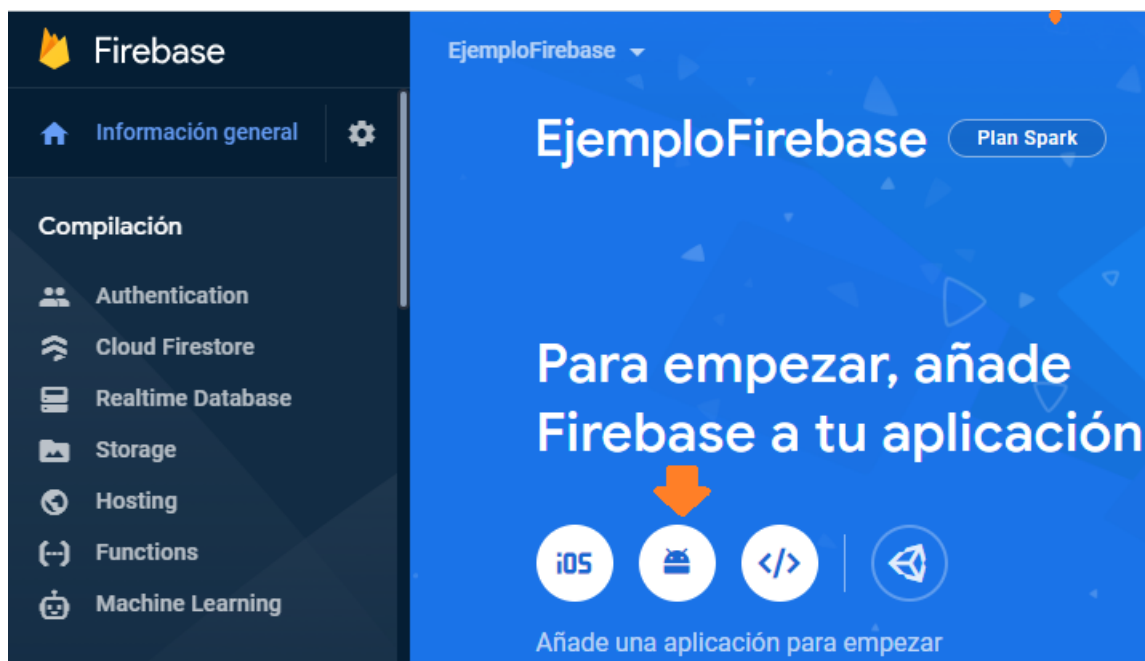 Firebase
Información general
Compilación
Authentication
Cloud Firestore
Realtime Database
Storage
Hosting
Functions
Machine Learning
EjemploFirebase
EjemploFirebase Plan Spark
Para empezar, añade
Firebase a tu aplicación
iOS </>
Añade una aplicación para empezar